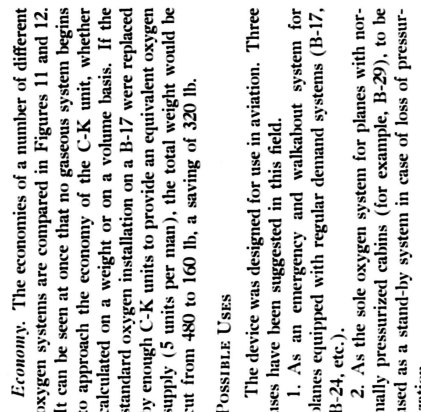 Economy. The economies of a number of different
oxygen systems are compared in Figures 11 and 12.
It can be seen at once that no gaseous system begins
to approach the economy of the C-K unit, whether
calculated on a weight or on a volume basis. If the
standard oxygen installation on a B-17 were replaced
by enough C-K units to provide an equivalent oxygen
supply (5 units per man), the total weight would be
cut from 480 to 160 lb, a saving of 320 lb.
POSSIBLE USES
The device was designed for use in aviation. Three
uses have been suggested in this field.
1. As an emergency and walkabout system for
planes equipped with regular demand systems (B-17,
B-24, etc.).
2. As the sole oxygen system for planes with nor-
mally pressurized cabins (for example, B-29), to be
used as a stand-by system in case of loss of pressur-